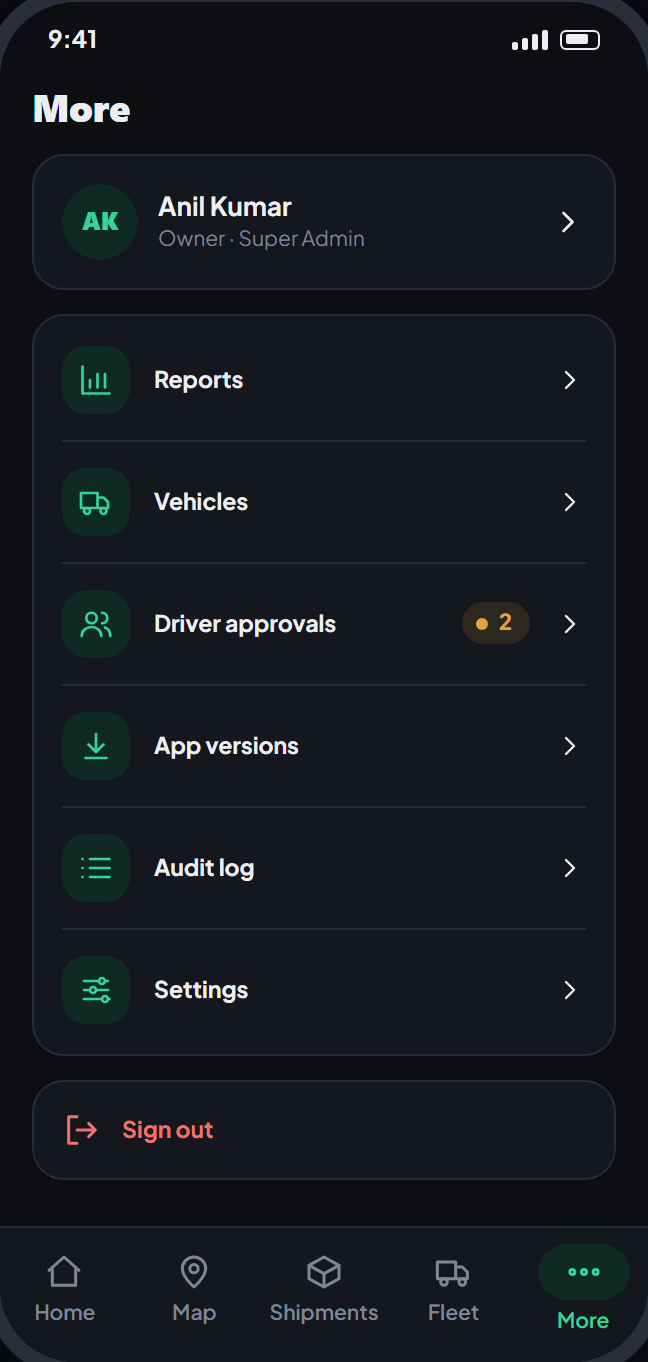 9:41
More
AK
Anil Kumar
Owner · Super Admin
Reports
Vehicles
Driver approvals
2
App versions
Audit log
Settings
Sign out
Home
Map
Shipments
Fleet
More